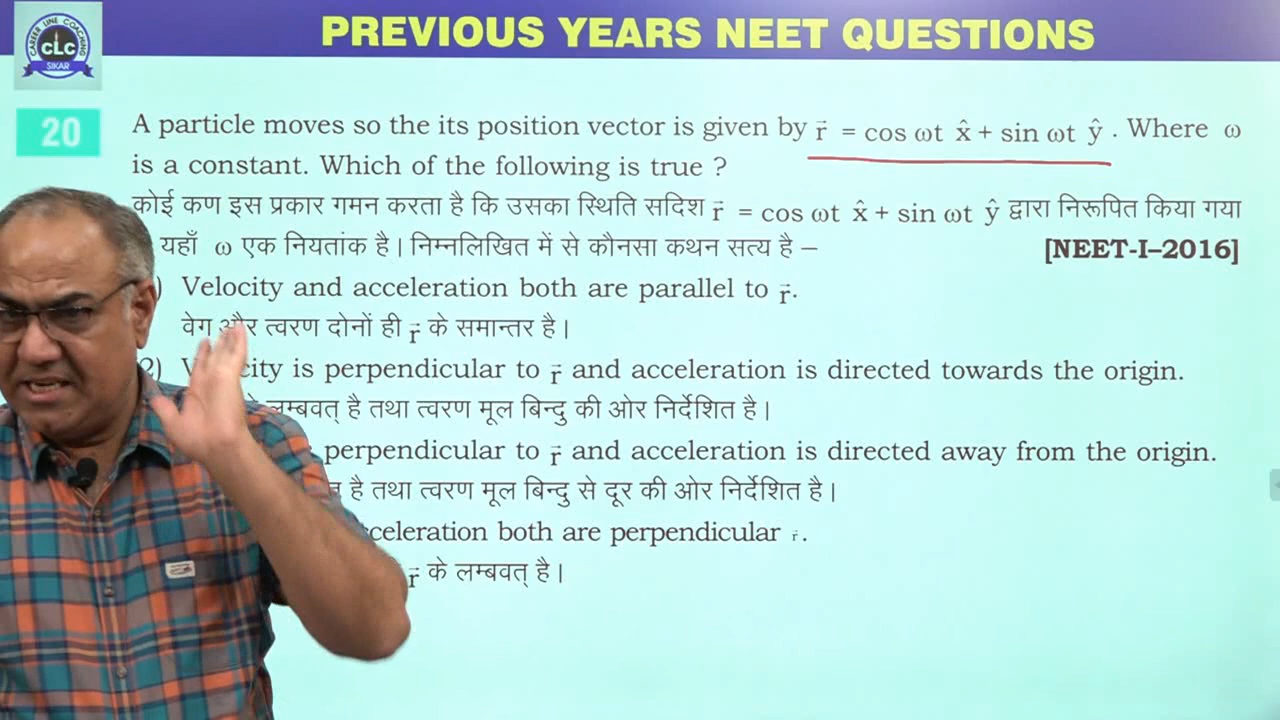 CAREER LINE COACHING
CLC
SIKAR
PREVIOUS YEARS NEET QUESTIONS
20
A particle moves so the its position vector is given by r⃗ = cos ωt x̂ + sin ωt ŷ . Where ω
is a constant. Which of the following is true ?
कोई कण इस प्रकार गमन करता है कि उसका स्थिति सदिश r⃗ = cos ωt x̂ + sin ωt ŷ द्वारा निरूपित किया गया
यहाँ ω एक नियतांक है। निम्नलिखित में से कौनसा कथन सत्य है – [NEET-I–2016]
) Velocity and acceleration both are parallel to r⃗.
वेग और त्वरण दोनों ही r⃗ के समान्तर है।
2) city is perpendicular to r⃗ and acceleration is directed towards the origin.
लम्बवत् है तथा त्वरण मूल बिन्दु की ओर निर्देशित है।
perpendicular to r⃗ and acceleration is directed away from the origin.
है तथा त्वरण मूल बिन्दु से दूर की ओर निर्देशित है।
cceleration both are perpendicular r⃗.
r⃗ के लम्बवत् है।